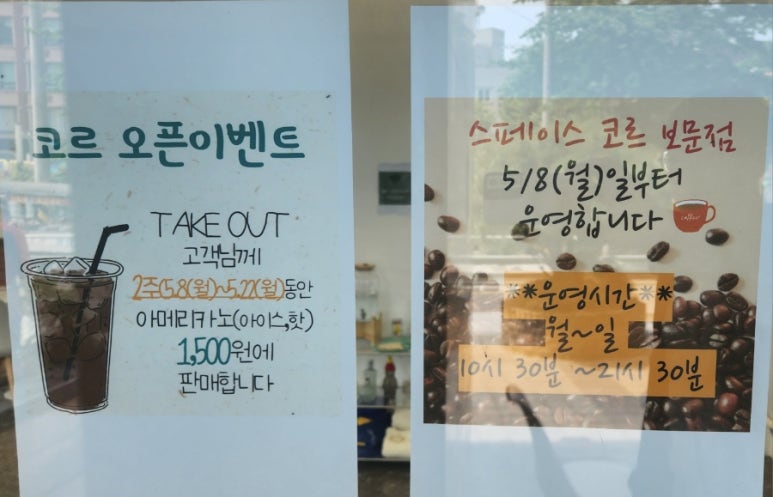 코르 오픈이벤트
TAKE OUT
고객님께
2주(5.8(월)~5.22(월)동안
아메리카노(아이스,핫)
1,500원에
판매합니다
스페이스 코르 보문점
5/8(월)일부터
운영합니다
coffee
**운영시간**
월~일
10시 30분 ~21시 30분